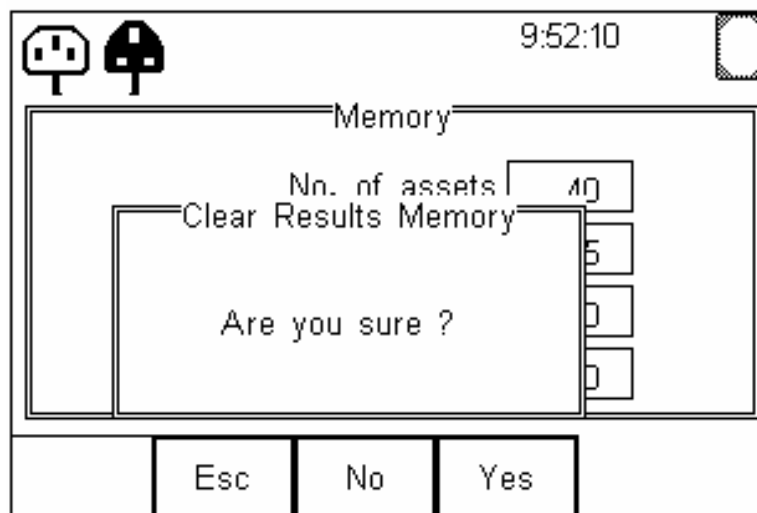 9:52:10
Memory
No. of assets 40
Clear Results Memory
Are you sure ?
Esc No Yes